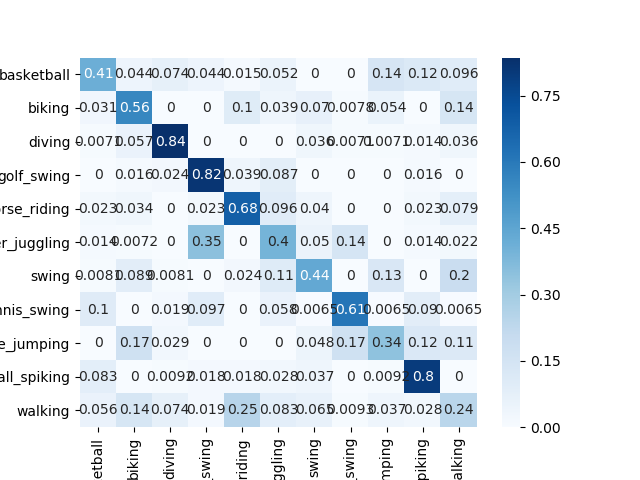 basketball 0.41 0.044 0.074 0.044 0.015 0.052 0 0 0.14 0.12 0.096
biking 0.031 0.56 0 0 0.1 0.039 0.07 0.0078 0.054 0 0.14
0.75
diving 0.0071 0.057 0.84 0 0 0 0.036 0.0071 0.0071 0.014 0.036
0.60
golf_swing 0 0.016 0.024 0.82 0.039 0.087 0 0 0 0.016 0
rse_riding 0.023 0.034 0 0.023 0.68 0.096 0.04 0 0 0.023 0.079
0.45
er_juggling 0.014 0.0072 0 0.35 0 0.4 0.05 0.14 0 0.014 0.022
swing 0.0081 0.089 0.0081 0 0.024 0.11 0.44 0 0.13 0 0.2
0.30
nnis_swing 0.1 0 0.019 0.097 0 0.058 0.0065 0.61 0.0065 0.09 0.0065
e_jumping 0 0.17 0.029 0 0 0 0.048 0.17 0.34 0.12 0.11
0.15
all_spiking 0.083 0 0.0092 0.018 0.018 0.028 0.037 0 0.0092 0.8 0
walking 0.056 0.14 0.074 0.019 0.25 0.083 0.065 0.0093 0.037 0.028 0.24
0.00
etball biking diving _swing riding ggling swing _swing mping piking alking